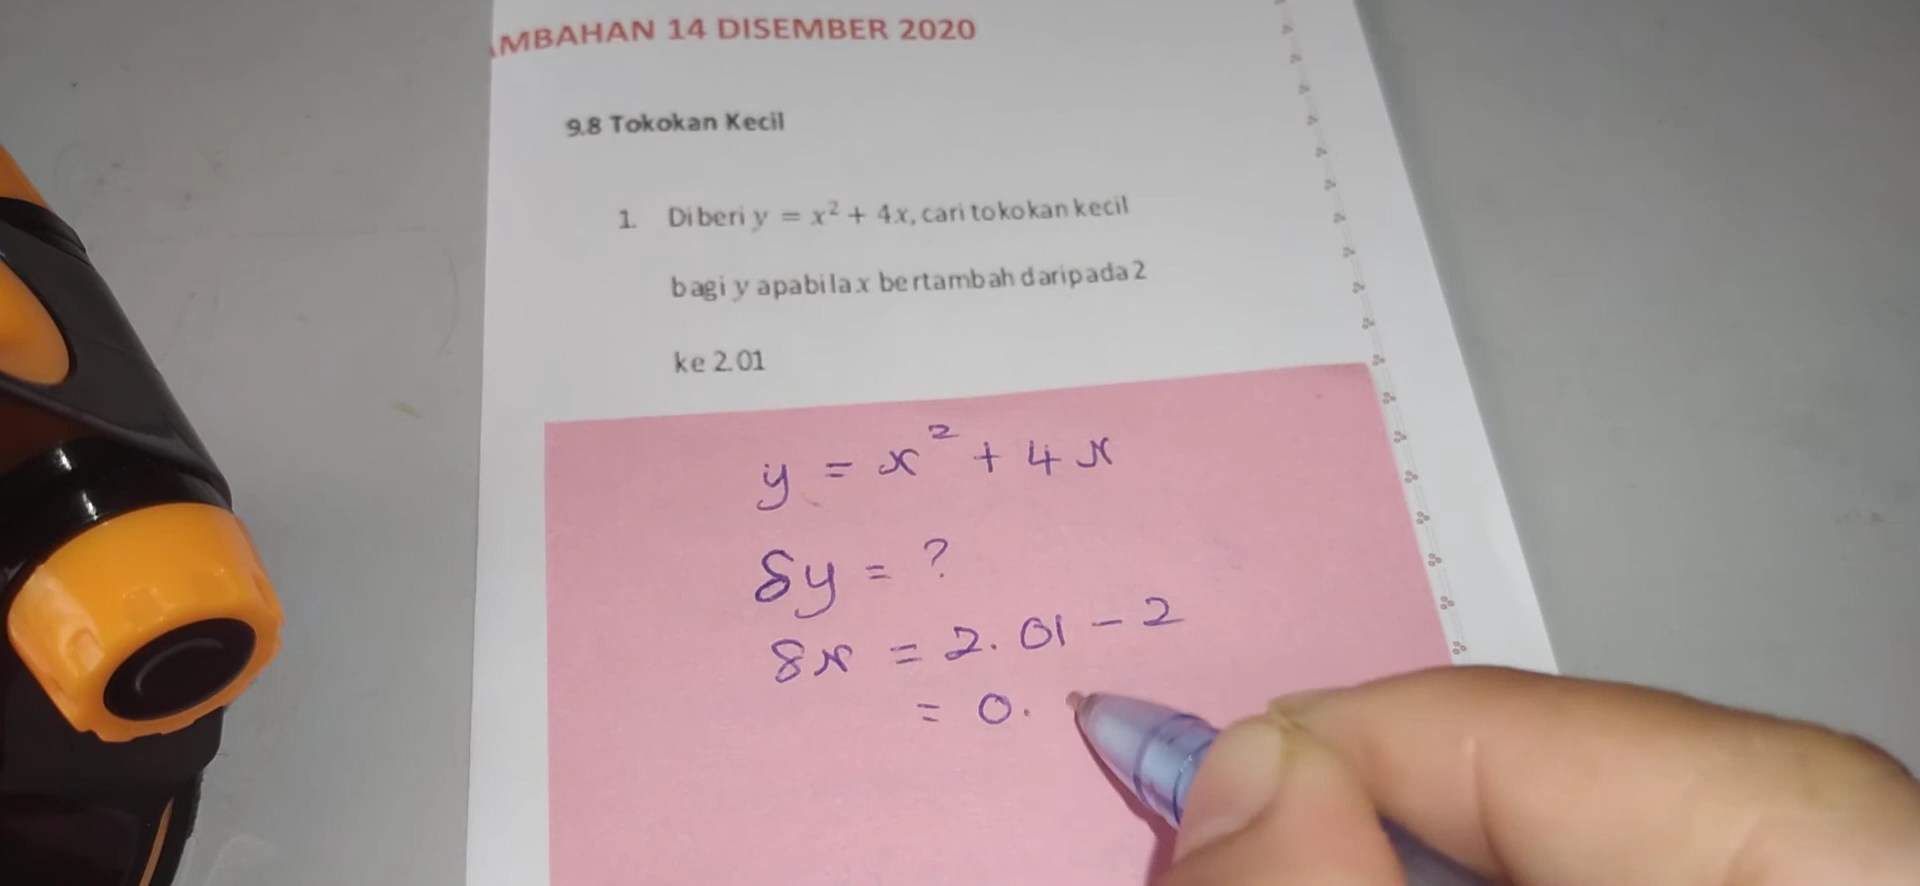 MBAHAN 14 DISEMBER 2020
9.8 Tokokan Kecil
1. Diberi y = x² + 4x, cari tokokan kecil
bagi y apabila x bertambah daripada 2
ke 2.01
y = x² + 4x
δy = ?
δx = 2.01 - 2
= 0.